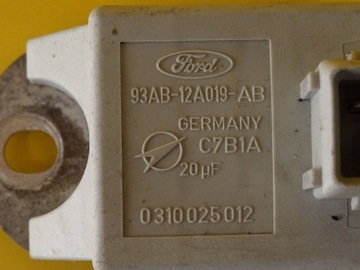 Ford
93AB-12A019-AB
GERMANY
C7B1A
20µF
0310025012